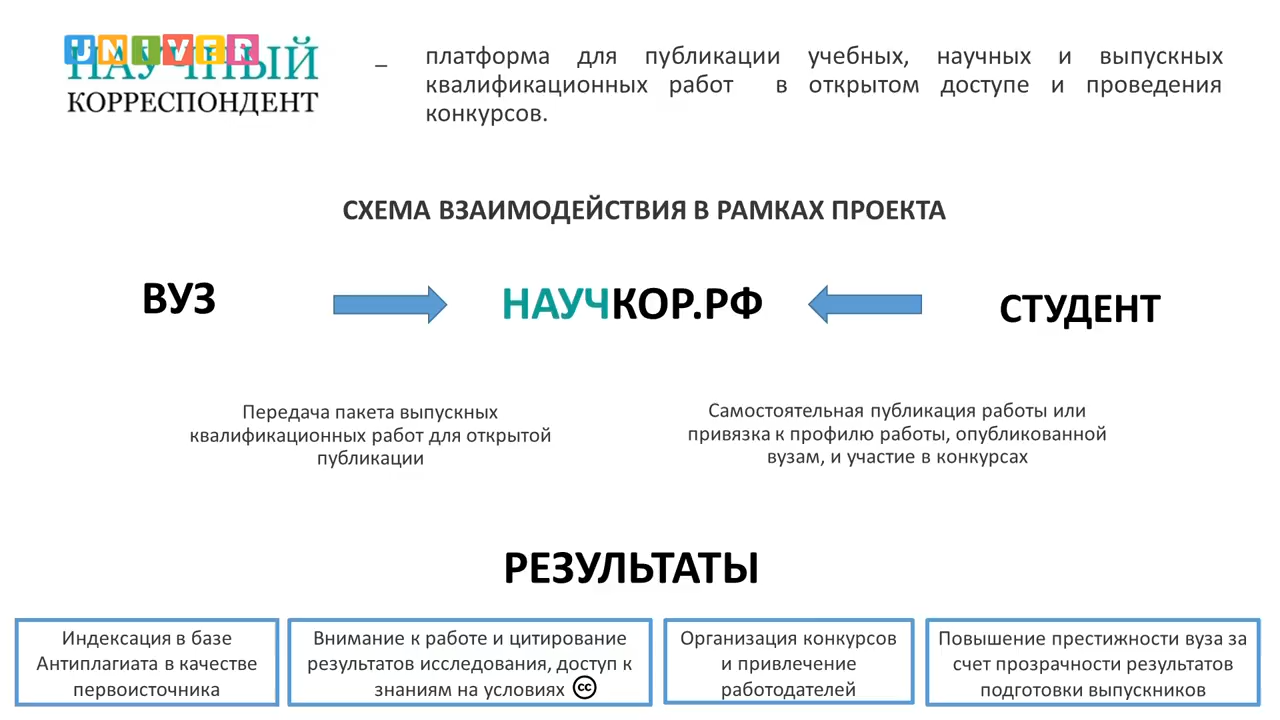 UNIVER
НАУЧНЫЙ
КОРРЕСПОНДЕНТ
– платформа для публикации учебных, научных и выпускных
квалификационных работ в открытом доступе и проведения
конкурсов.
СХЕМА ВЗАИМОДЕЙСТВИЯ В РАМКАХ ПРОЕКТА
ВУЗ НАУЧКОР.РФ СТУДЕНТ
Передача пакета выпускных
квалификационных работ для открытой
публикации
Самостоятельная публикация работы или
привязка к профилю работы, опубликованной
вузам, и участие в конкурсах
РЕЗУЛЬТАТЫ
Индексация в базе
Антиплагиата в качестве
первоисточника
Внимание к работе и цитирование
результатов исследования, доступ к
знаниям на условиях cc
Организация конкурсов
и привлечение
работодателей
Повышение престижности вуза за
счет прозрачности результатов
подготовки выпускников